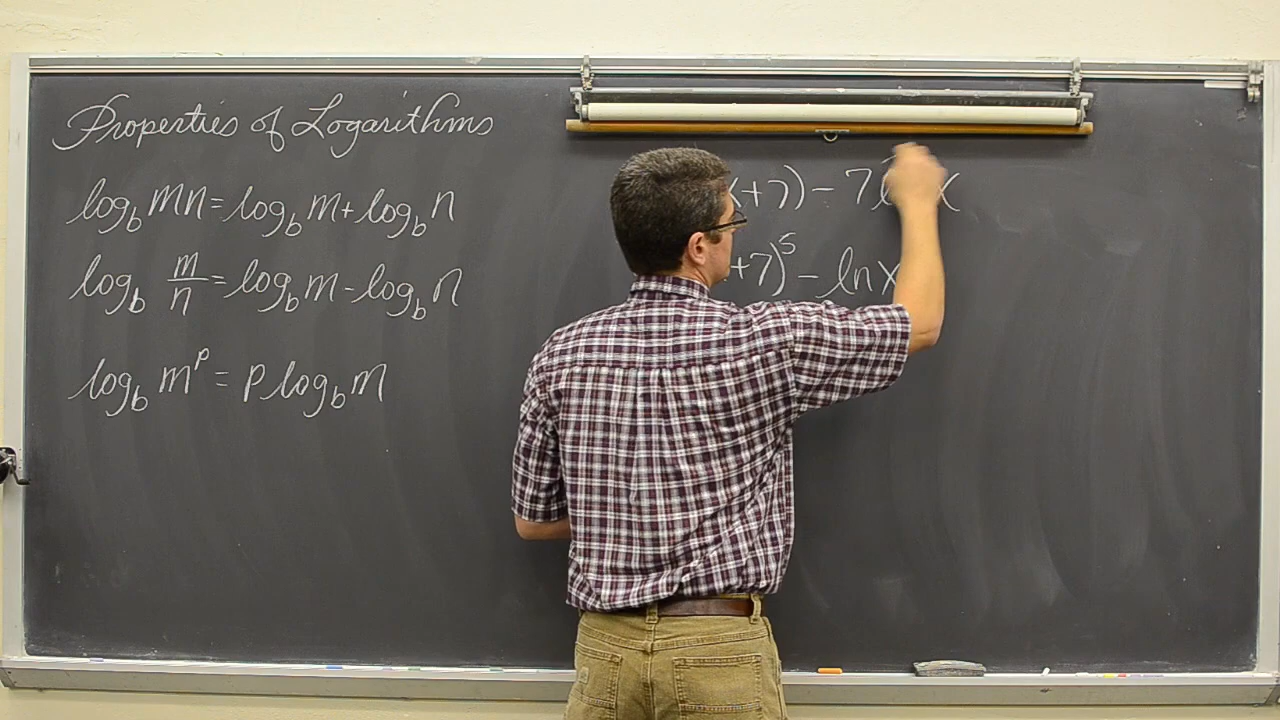 Properties of Logarithms
log_b mn = log_b m + log_b n
log_b m/n = log_b m - log_b n
log_b m^p = p log_b m
+7) - 7 x
+7)^5 - ln x